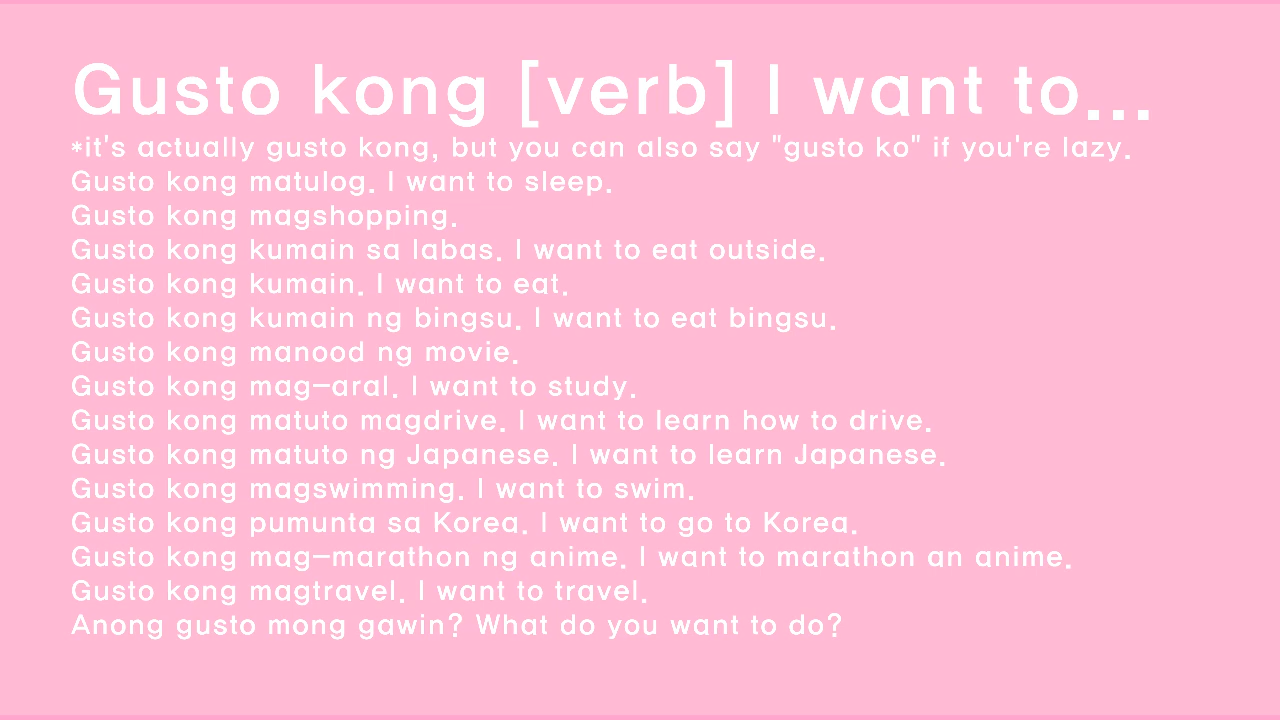 Gusto kong [verb] I want to...
*it's actually gusto kong, but you can also say "gusto ko" if you're lazy.
Gusto kong matulog. I want to sleep.
Gusto kong magshopping.
Gusto kong kumain sa labas. I want to eat outside.
Gusto kong kumain. I want to eat.
Gusto kong kumain ng bingsu. I want to eat bingsu.
Gusto kong manood ng movie.
Gusto kong mag-aral. I want to study.
Gusto kong matuto magdrive. I want to learn how to drive.
Gusto kong matuto ng Japanese. I want to learn Japanese.
Gusto kong magswimming. I want to swim.
Gusto kong pumunta sa Korea. I want to go to Korea.
Gusto kong mag-marathon ng anime. I want to marathon an anime.
Gusto kong magtravel. I want to travel.
Anong gusto mong gawin? What do you want to do?